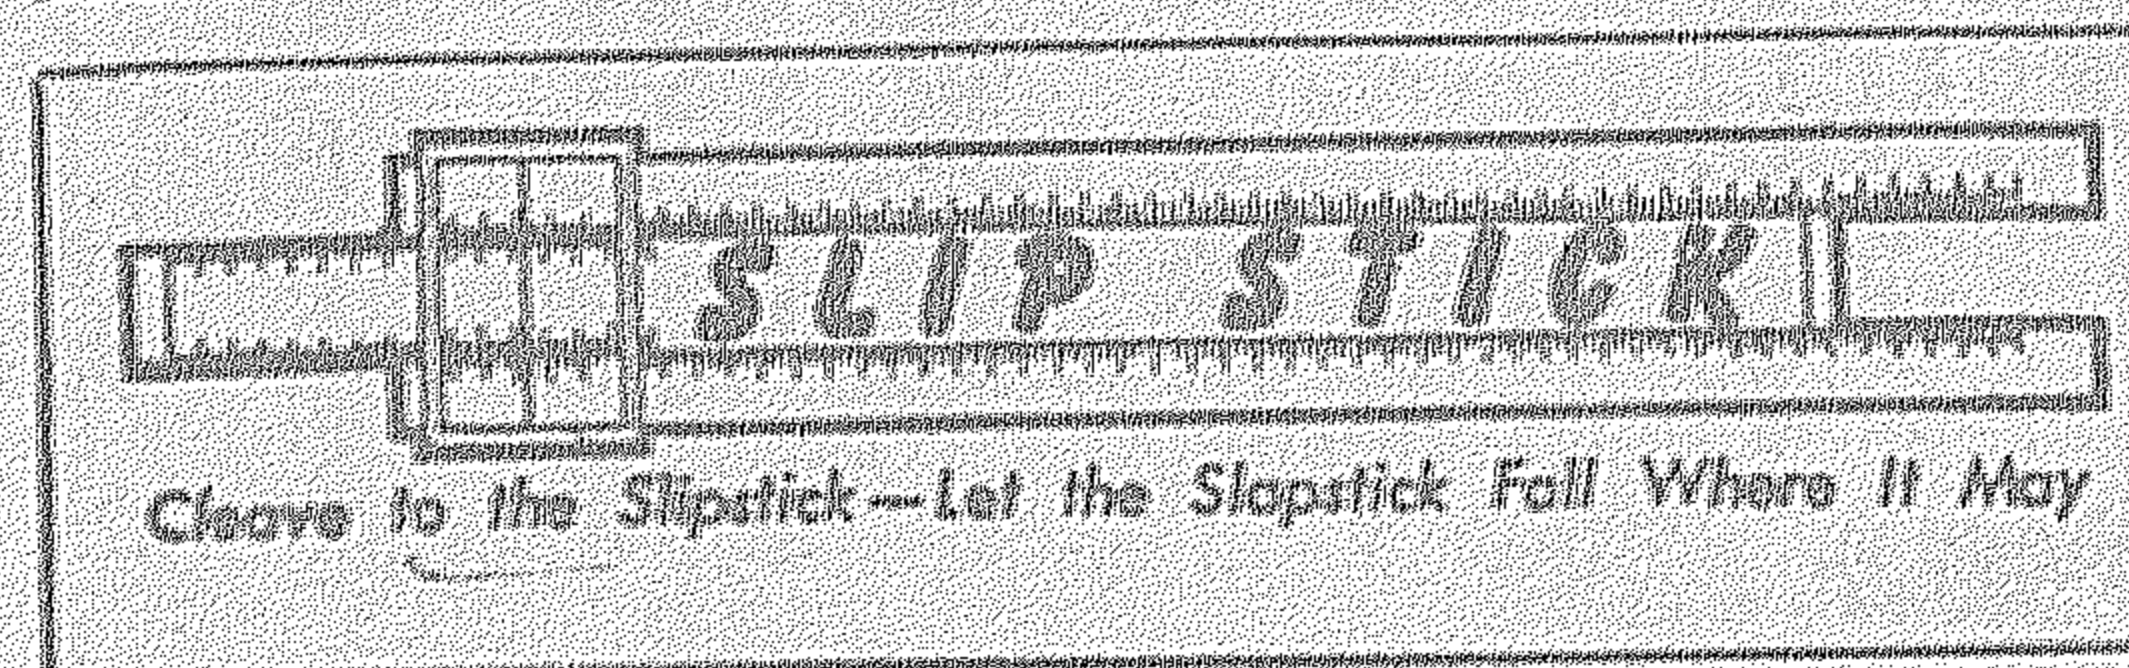 SLIP STICK
Cleave to the Slipstick—Let the Slapstick Fall Where It May